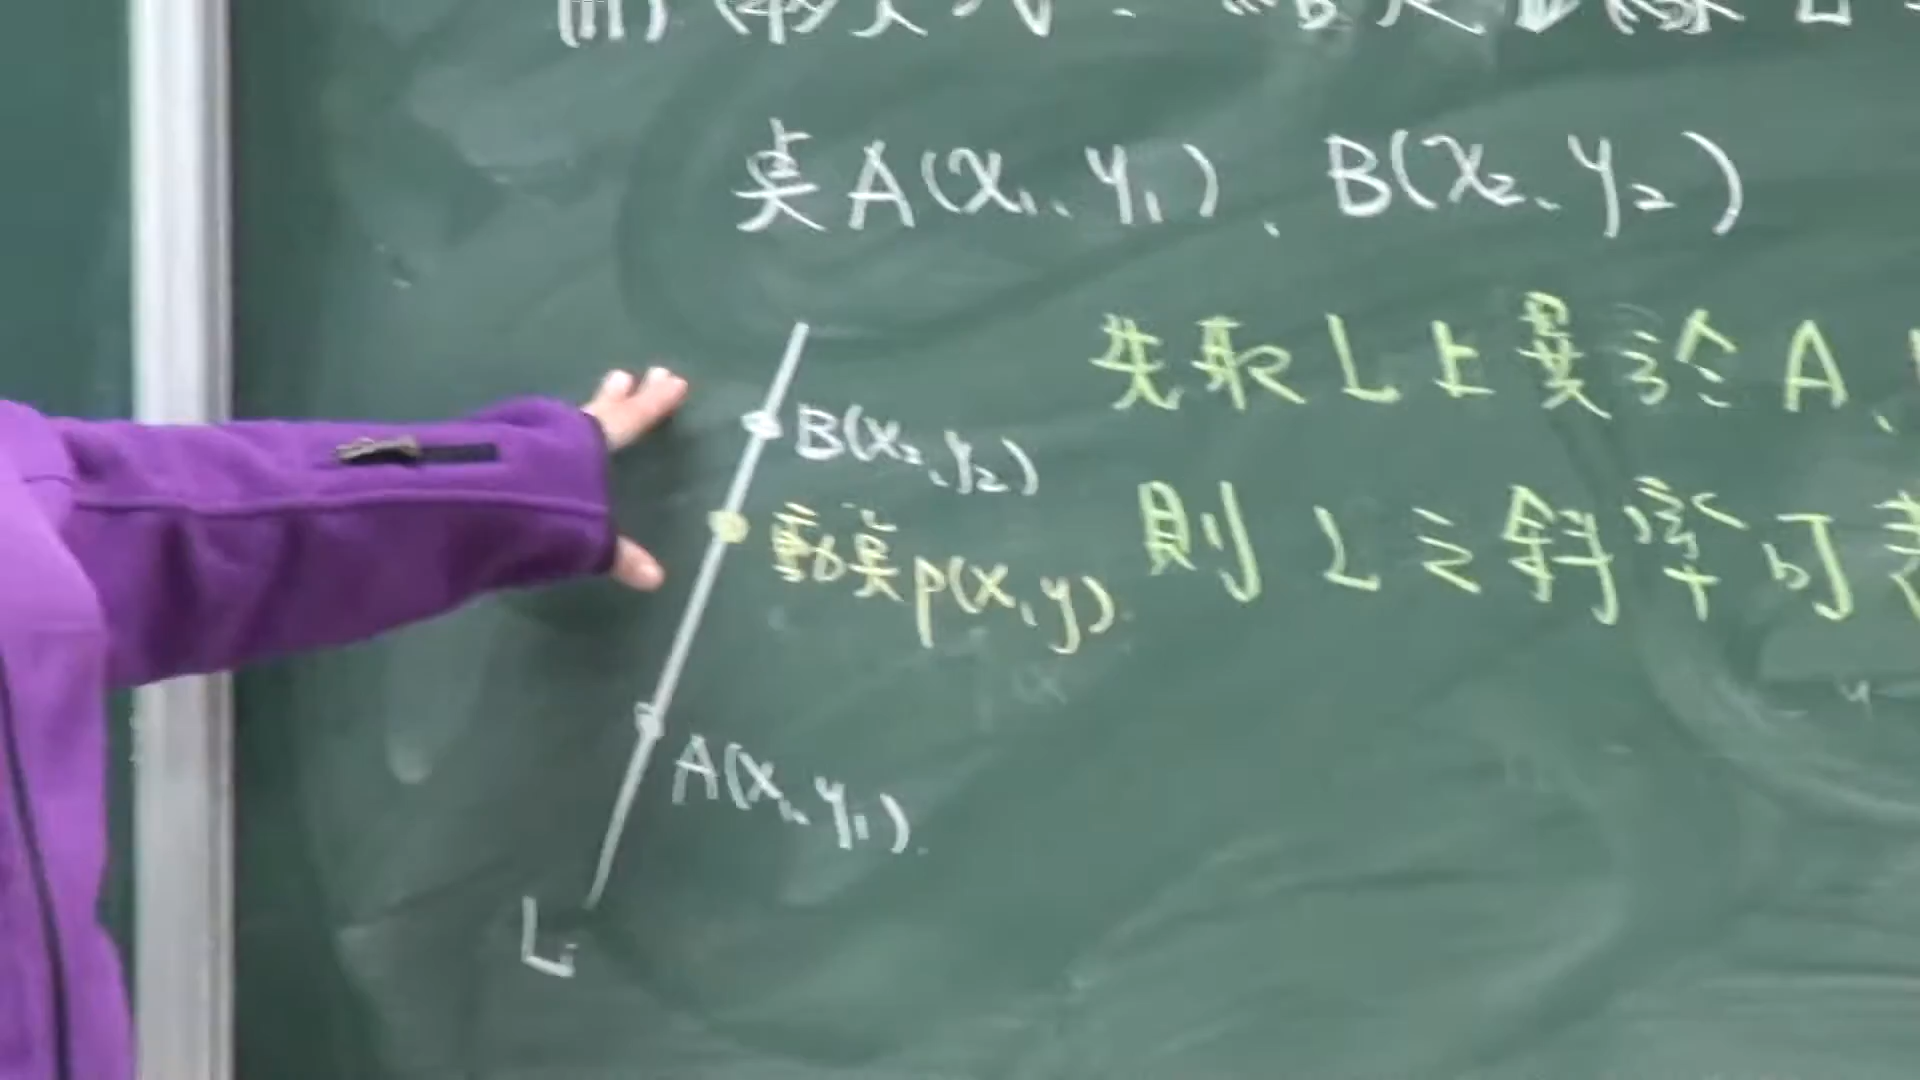 點A(x₁、y₁)、B(x₂、y₂)
先取L上異於A、
則L之斜率可表
B(x₂、y₂)
動點P(x、y)
A(x₁、y₁)
L